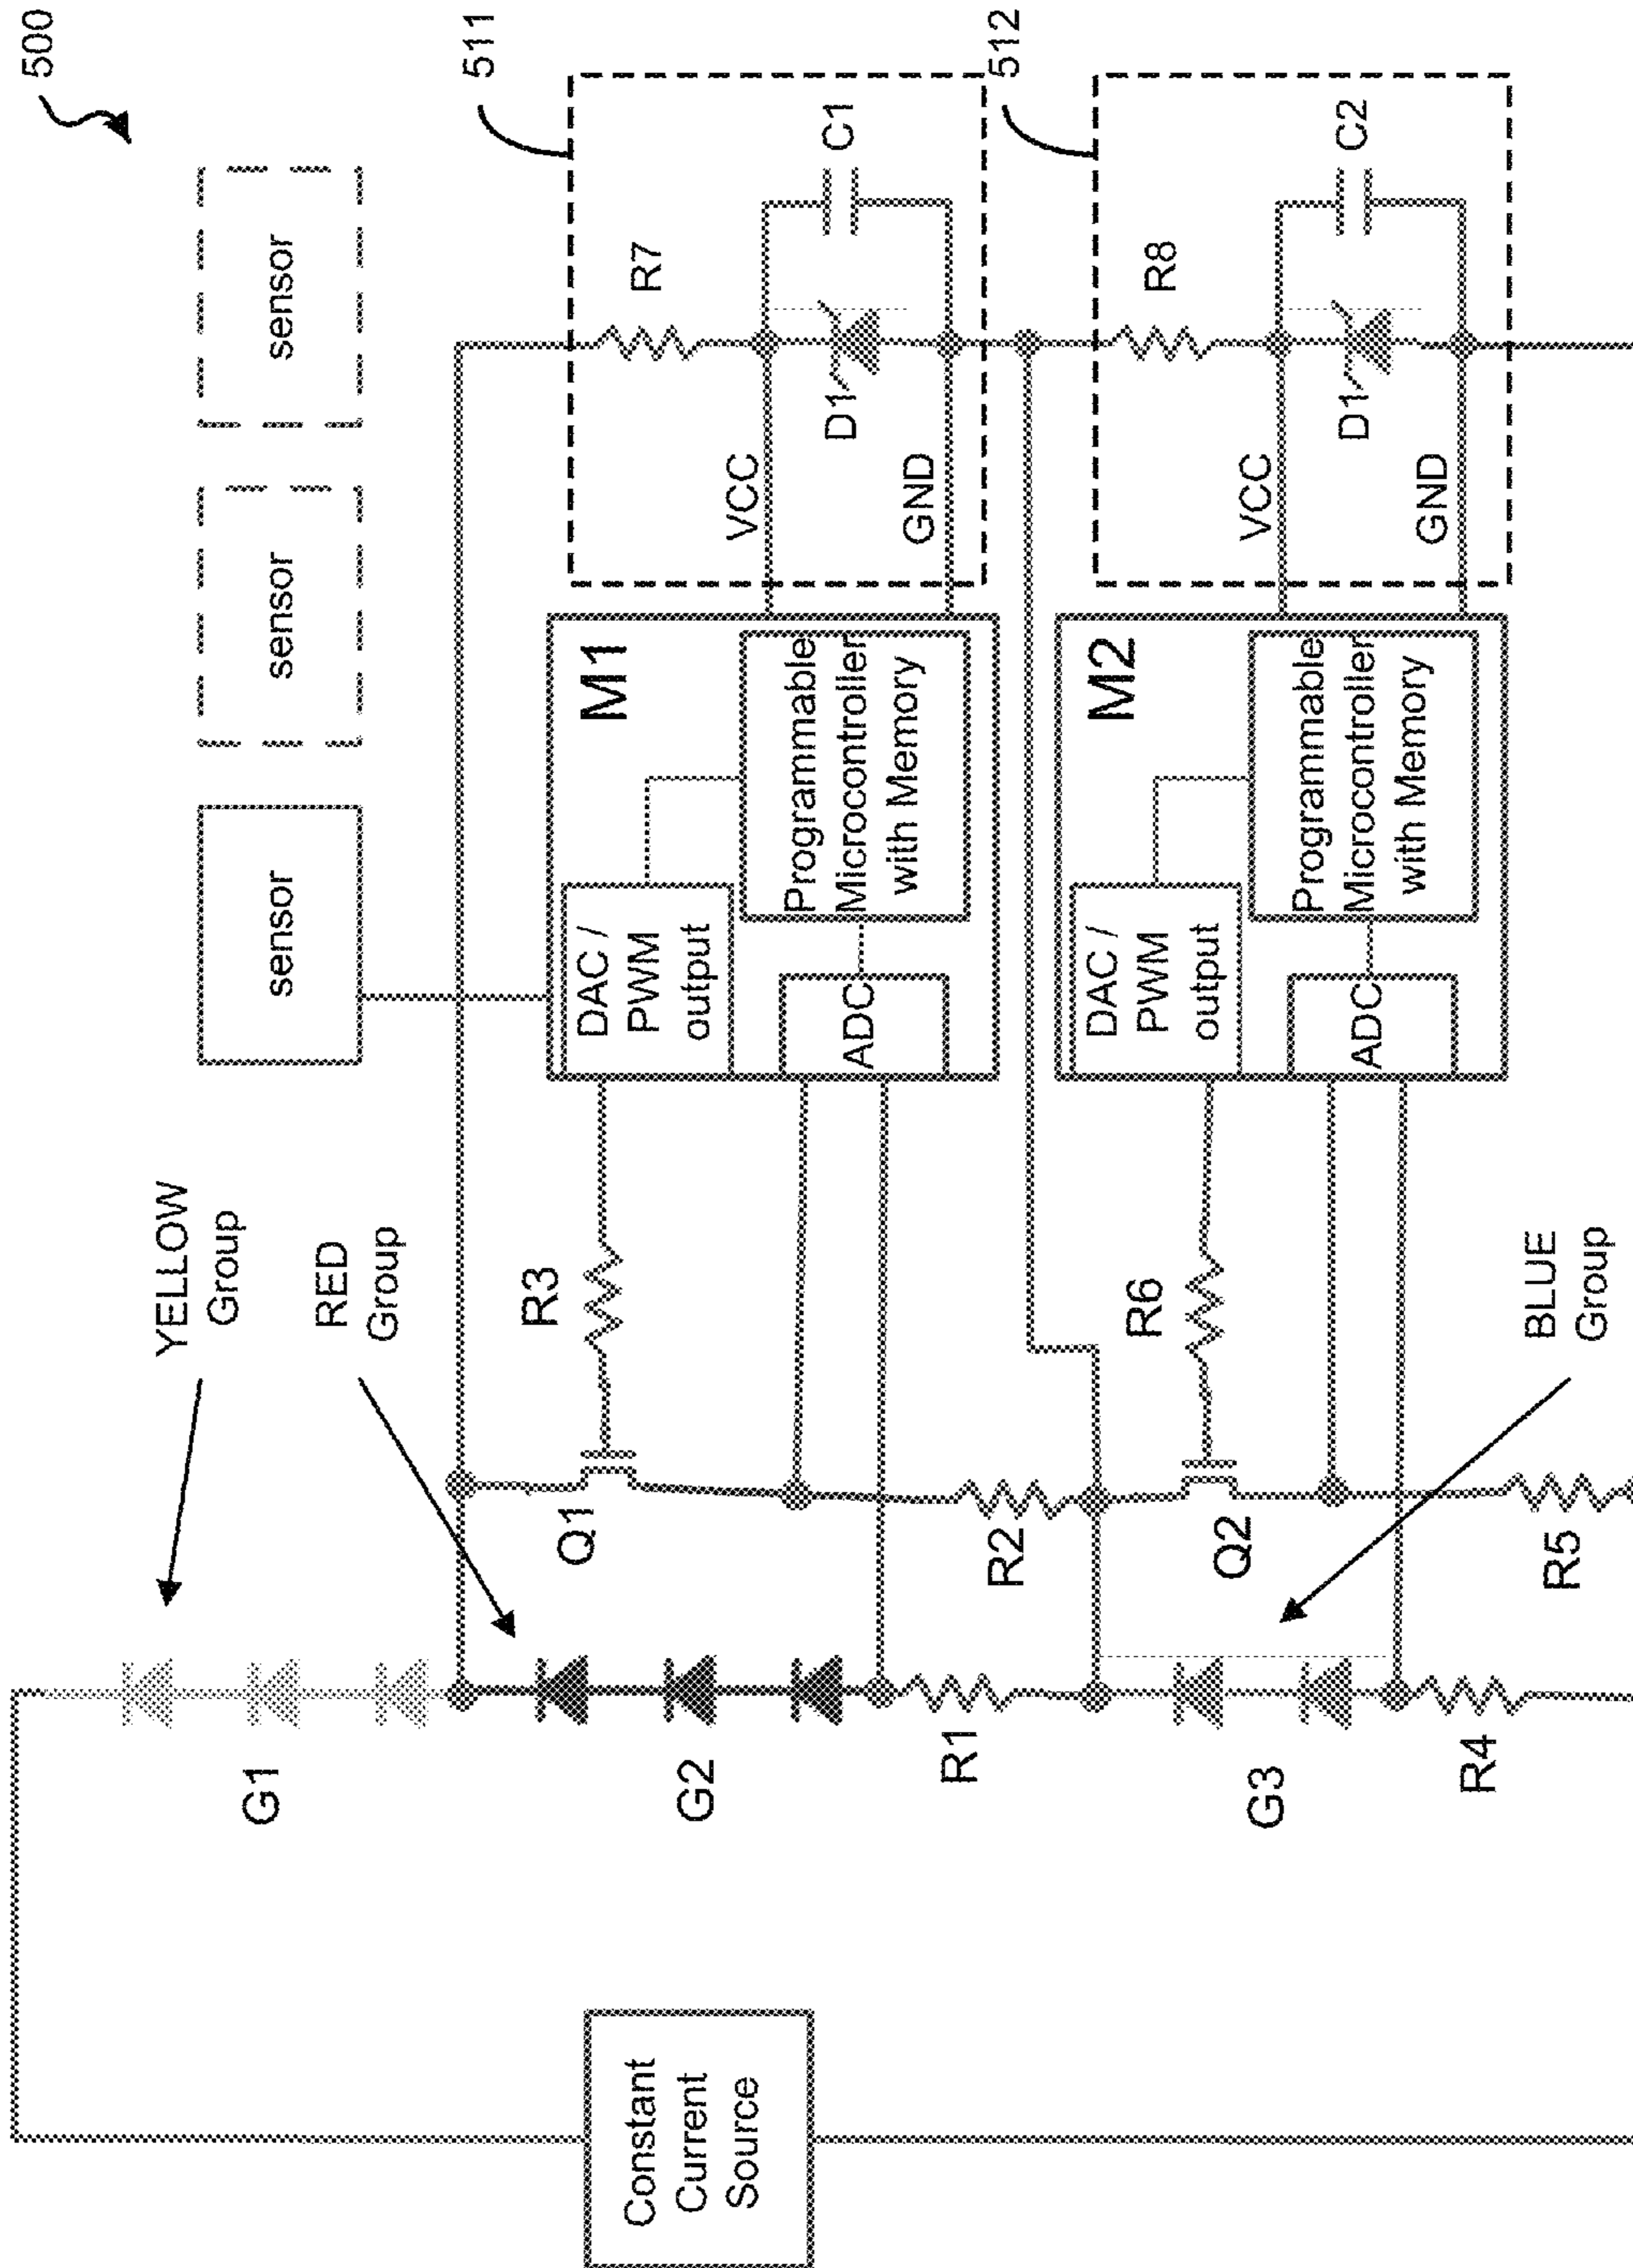 500
sensor
sensor
sensor
511
512
YELLOW
Group
RED
Group
BLUE
Group
G1
G2
G3
R1
R4
Q1
R2
Q2
R5
R3
R6
M1
DAC /
PWM
output
ADC
Programmable
Microcontroller
with Memory
VCC
GND
R7
D1
C1
M2
DAC /
PWM
output
ADC
Programmable
Microcontroller
with Memory
VCC
GND
R8
D1
C2
Constant
Current
Source